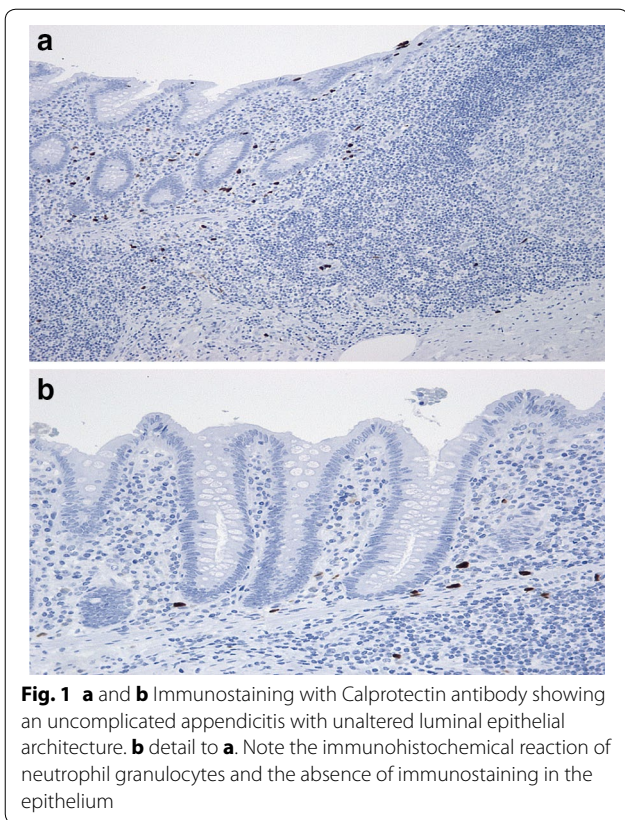 a
b
Fig. 1 a and b Immunostaining with Calprotectin antibody showing
an uncomplicated appendicitis with unaltered luminal epithelial
architecture. b detail to a. Note the immunohistochemical reaction of
neutrophil granulocytes and the absence of immunostaining in the
epithelium